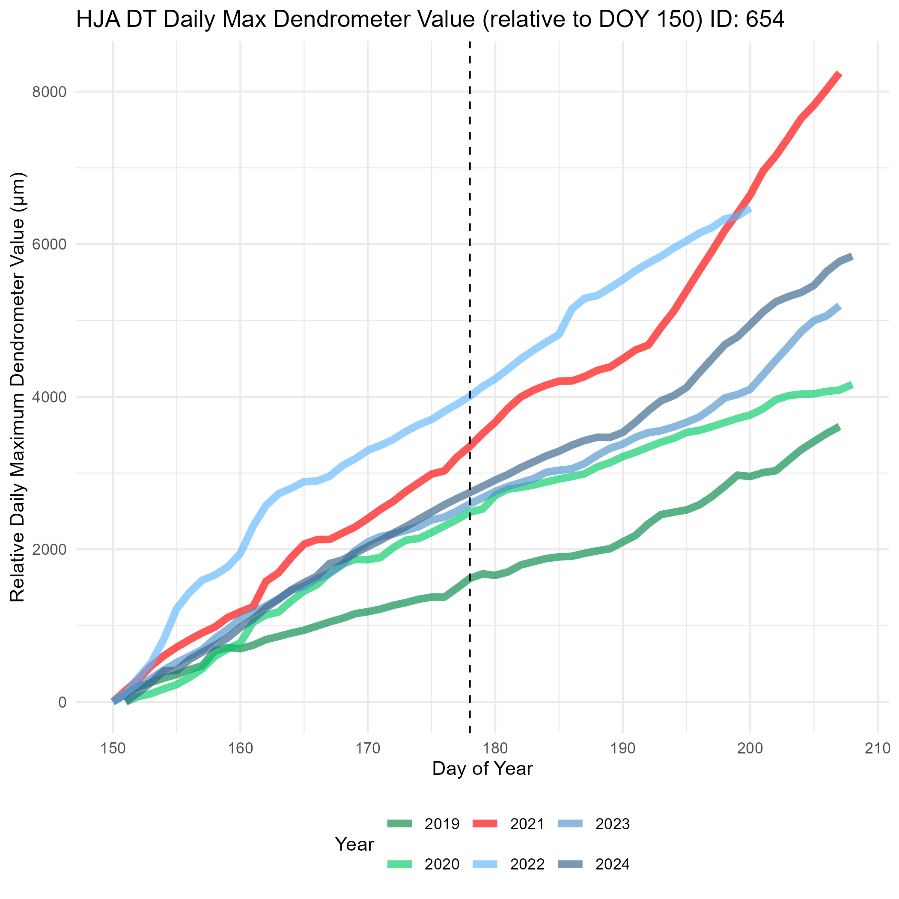 HJA DT Daily Max Dendrometer Value (relative to DOY 150) ID: 654
Relative Daily Maximum Dendrometer Value (μm)
8000
6000
4000
2000
0
150 160 170 180 190 200 210
Day of Year
Year
2019 2021 2023
2020 2022 2024